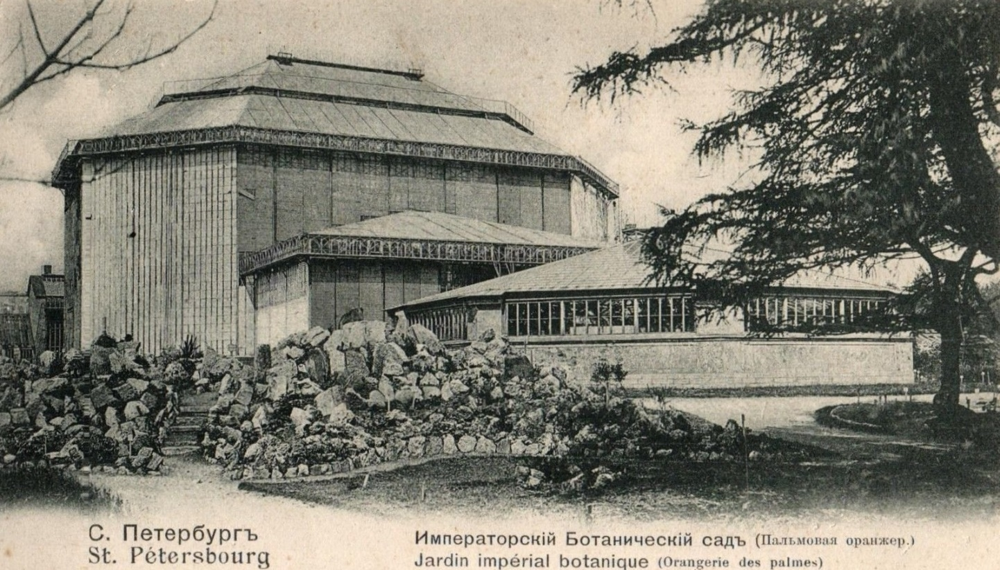 С. Петербургъ
St. Pétersbourg
Императорскій Ботаническій садъ (Пальмовая оранжер.)
Jardin impérial botanique (Orangerie des palmes)